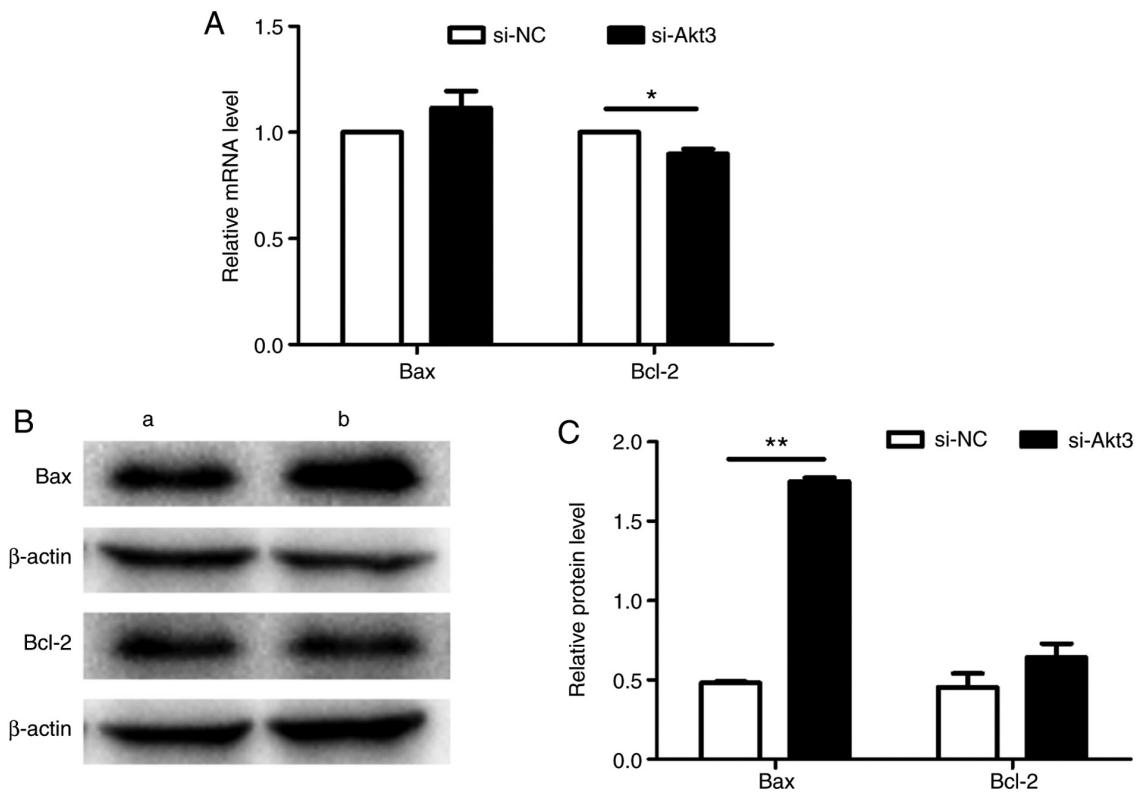 A
si-NC si-Akt3
1.5
1.0
0.5
0.0
Relative mRNA level
*
Bax Bcl-2
B
a b
Bax
β-actin
Bcl-2
β-actin
C
si-NC si-Akt3
2.0
1.5
1.0
0.5
0.0
Relative protein level
**
Bax Bcl-2